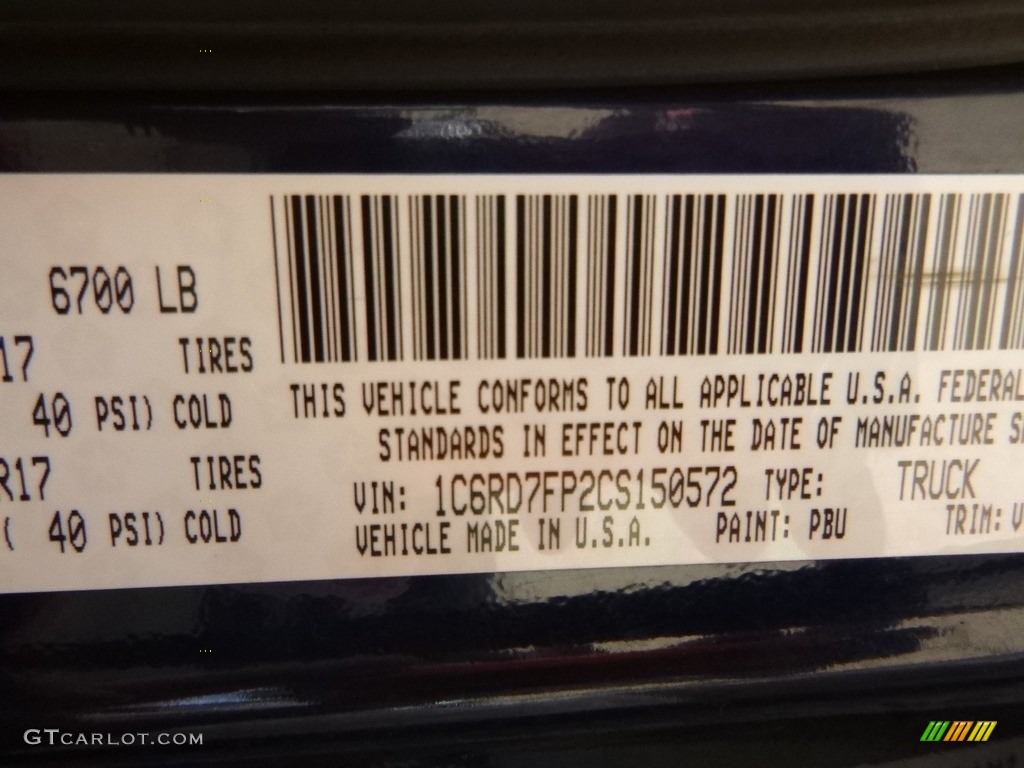 6700 LB
17 TIRES
40 PSI) COLD
R17 TIRES
( 40 PSI) COLD
THIS VEHICLE CONFORMS TO ALL APPLICABLE U.S.A. FEDERAL
STANDARDS IN EFFECT ON THE DATE OF MANUFACTURE
VIN: 1C6RD7FP2CS150572 TYPE: TRUCK
VEHICLE MADE IN U.S.A. PAINT: PBU TRIM: V
GTCARLOT.COM